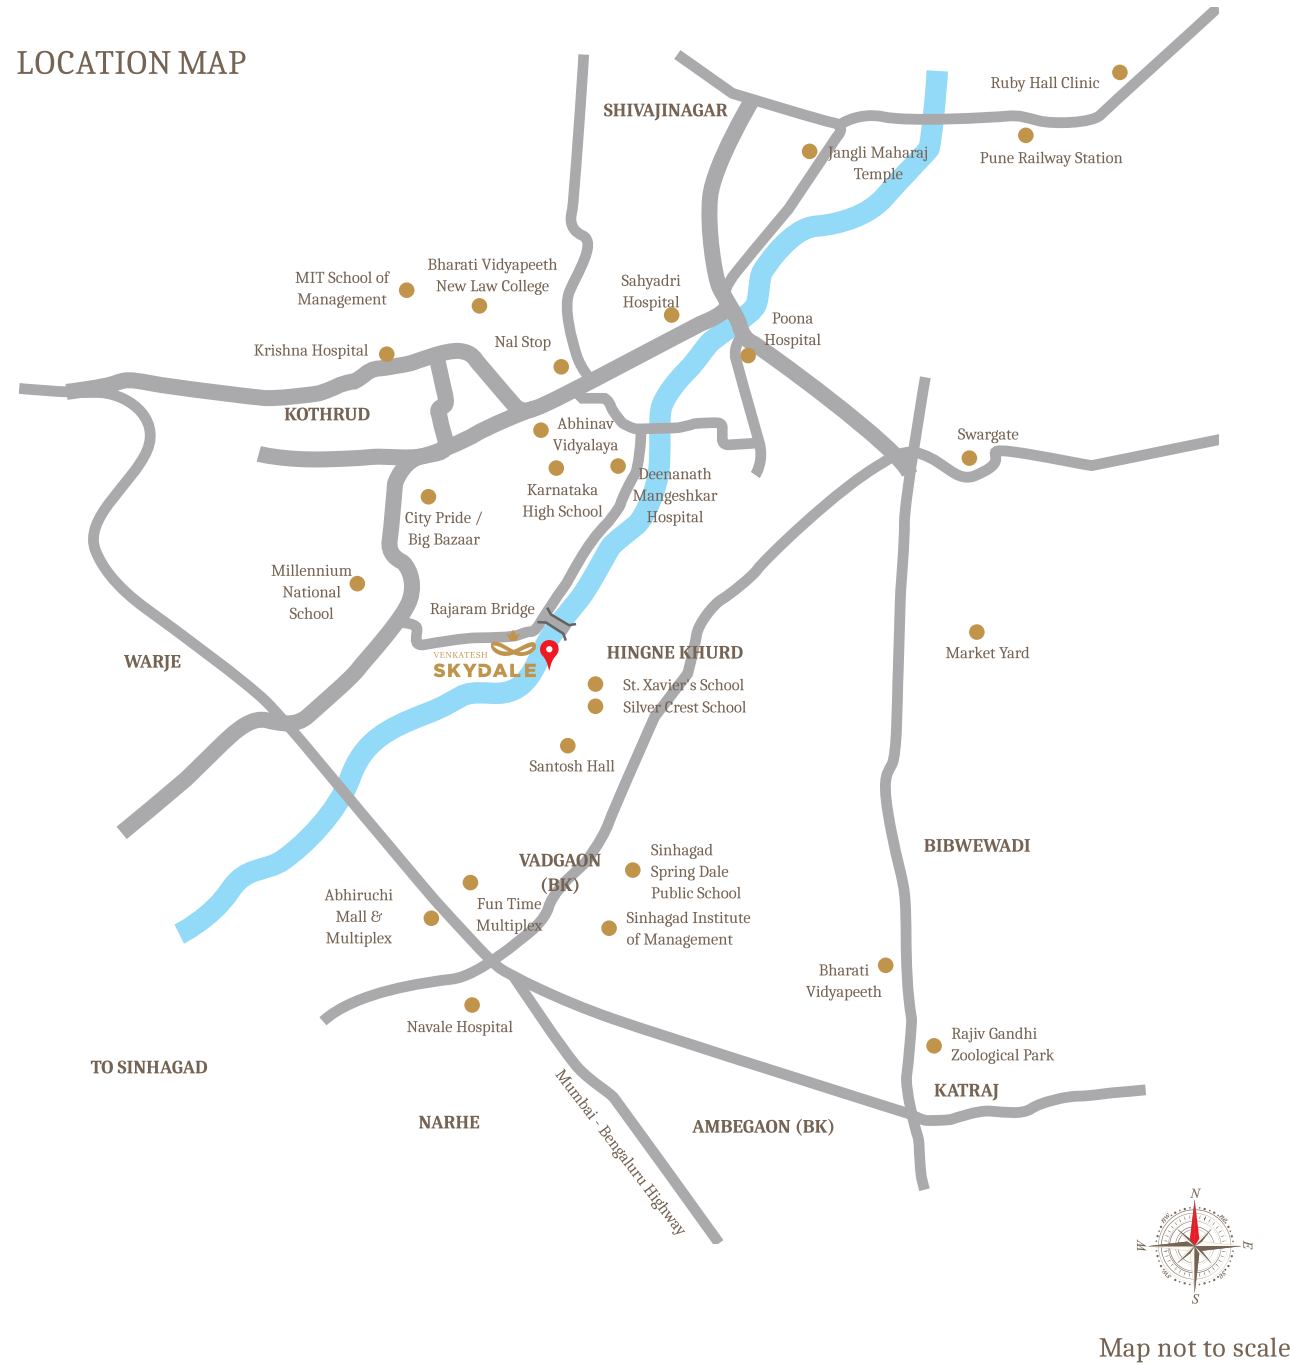 LOCATION MAP
Ruby Hall Clinic
SHIVAJINAGAR
Jangli Maharaj
Temple
Pune Railway Station
MIT School of
Management
Bharati Vidyapeeth
New Law College
Sahyadri
Hospital
Poona
Hospital
Krishna Hospital
Nal Stop
KOTHRUD
Abhinav
Vidyalaya
Swargate
Karnataka
High School
Deenanath
Mangeshkar
Hospital
City Pride /
Big Bazaar
Millennium
National
School
Rajaram Bridge
VENKATESH
SKYDALE
WARJE
HINGNE KHURD
Market Yard
St. Xavier's School
Silver Crest School
Santosh Hall
VADGAON
(BK)
Sinhagad
Spring Dale
Public School
BIBWEWADI
Abhiruchi
Mall &
Multiplex
Fun Time
Multiplex
Sinhagad Institute
of Management
Bharati
Vidyapeeth
Navale Hospital
Rajiv Gandhi
Zoological Park
TO SINHAGAD
KATRAJ
NARHE
Mumbai - Bengaluru Highway
AMBEGAON (BK)
N
W
E
S
Map not to scale